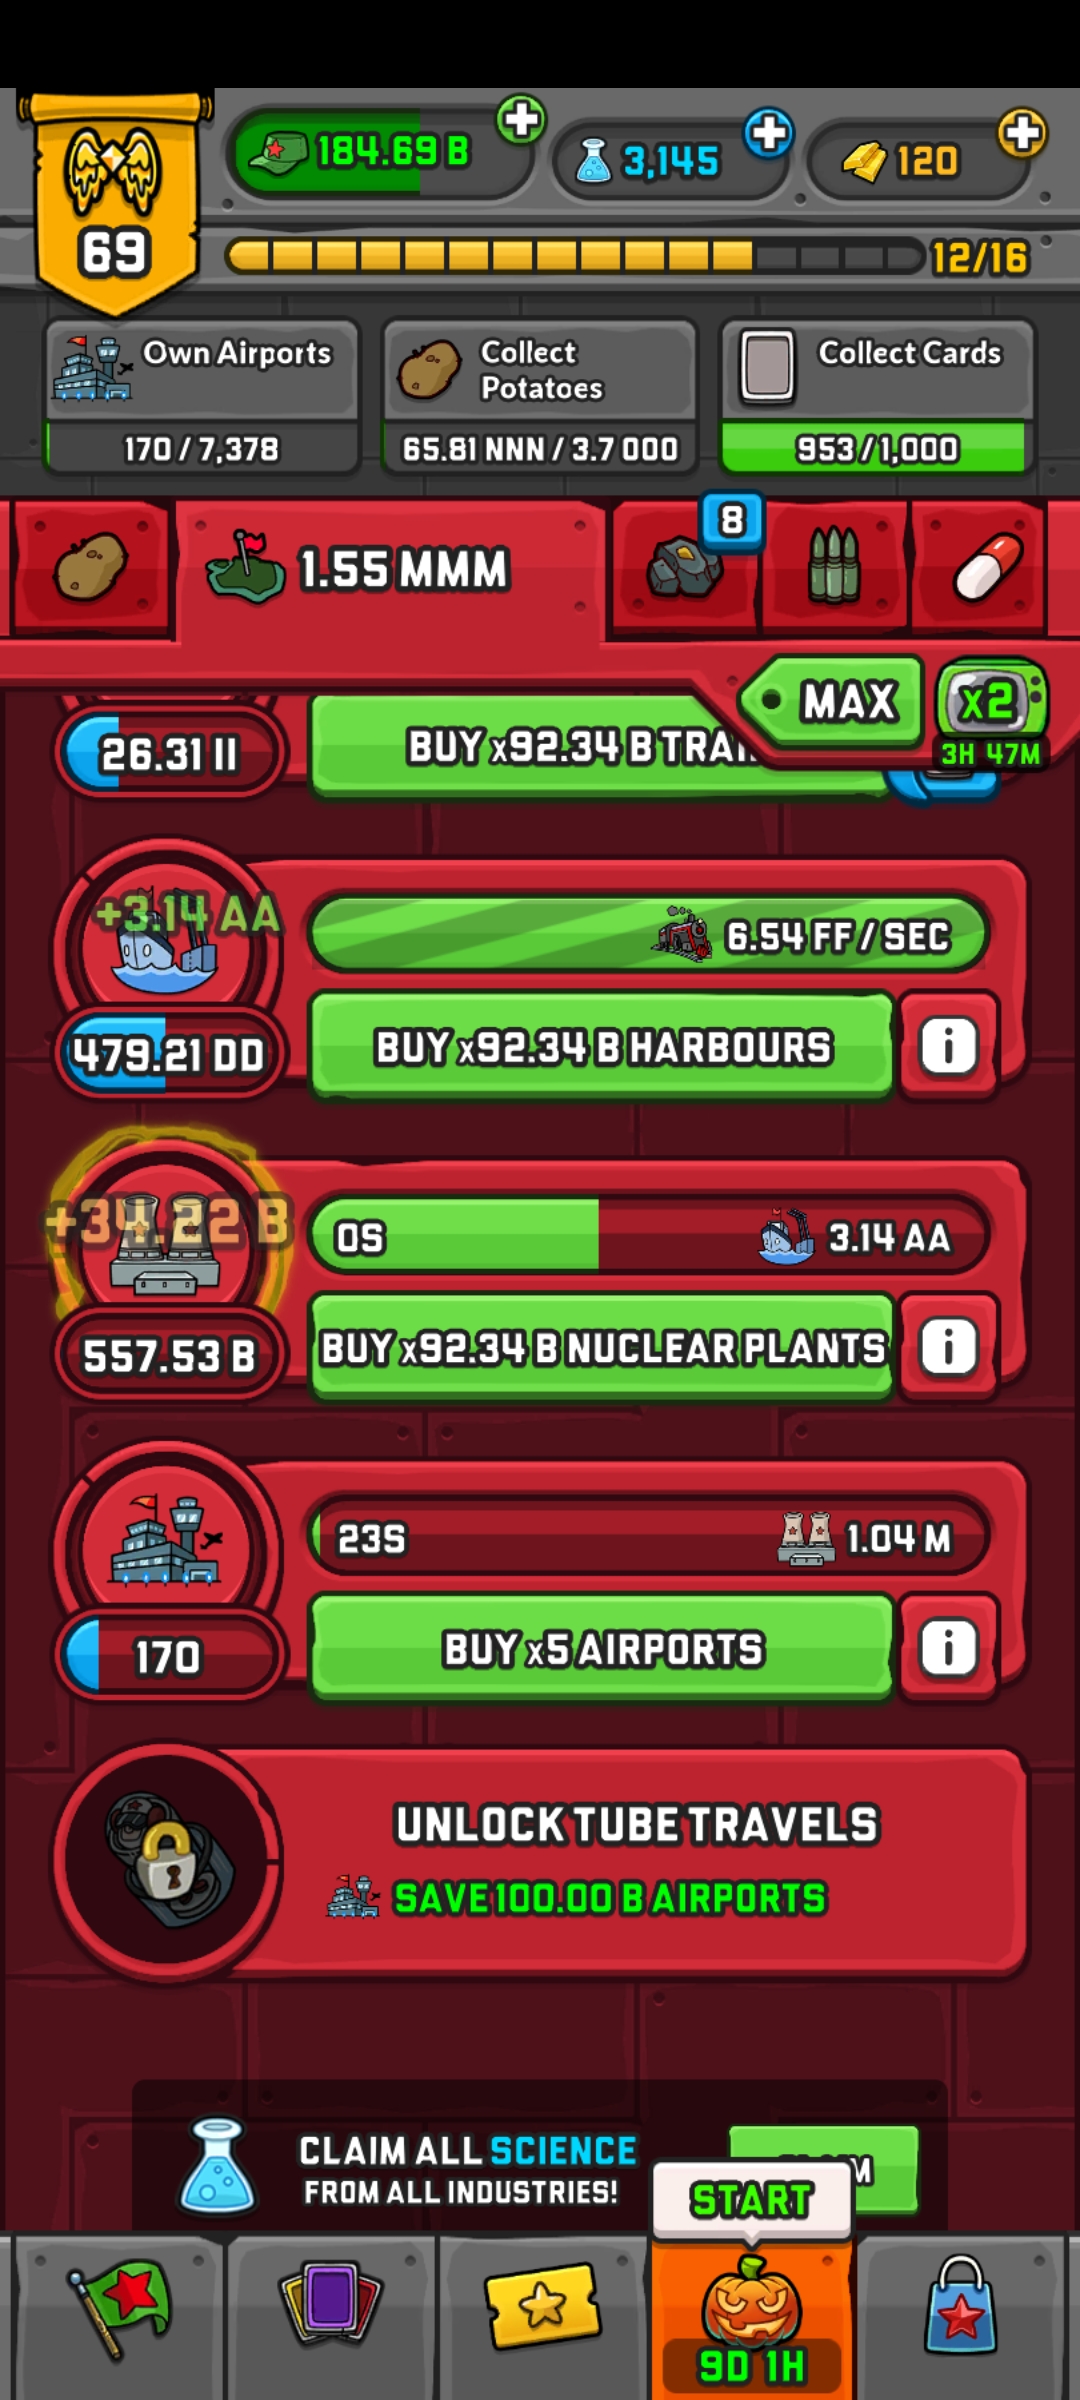 184.69 B
3,145
120
69
12/16
Own Airports
170 / 7,378
Collect
Potatoes
65.81 NNN / 3.7 OOO
Collect Cards
953 / 1,000
8
1.55 MMM
MAX
x2
3H 47M
26.31 II
BUY x92.34 B
+3.14 AA
6.54 FF / SEC
479.21 DD
BUY x92.34 B HARBOURS
i
+34.22 B
0S
3.14 AA
557.53 B
BUY x92.34 B NUCLEAR PLANTS
i
23S
1.04 M
170
BUY x5 AIRPORTS
i
UNLOCK TUBE TRAVELS
SAVE 100.00 B AIRPORTS
CLAIM ALL SCIENCE
FROM ALL INDUSTRIES!
START
9D 1H